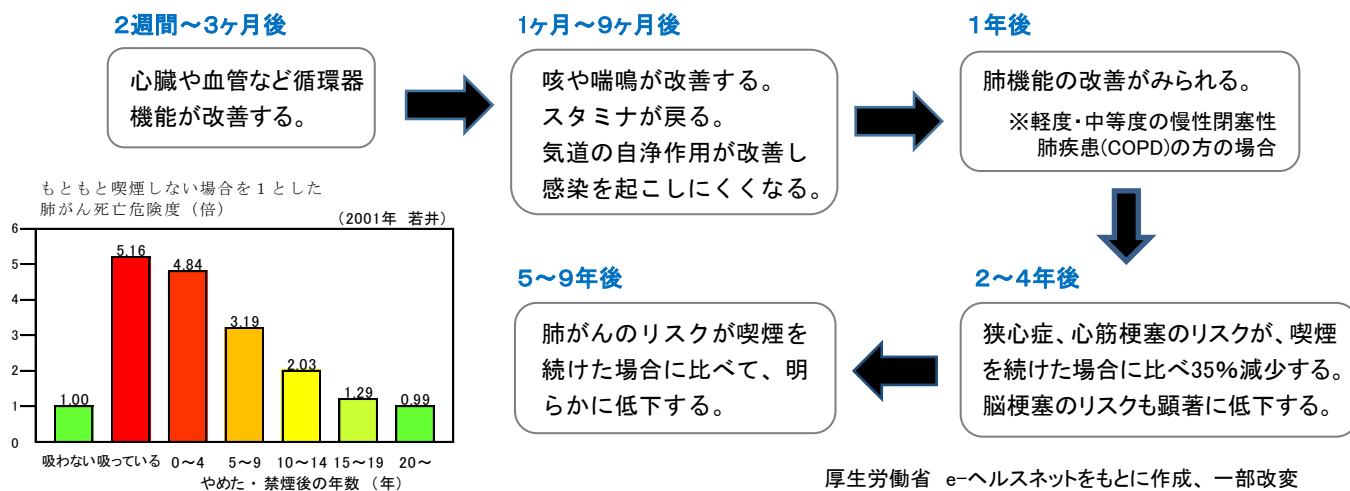 2週間～3ヶ月後
心臓や血管など循環器
機能が改善する。
1ヶ月～9ヶ月後
咳や喘鳴が改善する。
スタミナが戻る。
気道の自浄作用が改善し
感染を起こしにくくなる。
1年後
肺機能の改善がみられる。
※軽度・中等度の慢性閉塞性
肺疾患(COPD)の方の場合
2～4年後
狭心症、心筋梗塞のリスクが、喫煙
を続けた場合に比べ35%減少する。
脳梗塞のリスクも顕著に低下する。
5～9年後
肺がんのリスクが喫煙を
続けた場合に比べて、明
らかに低下する。
もともと喫煙しない場合を１とした
肺がん死亡危険度（倍）
（2001年 若井）
6
5
4
3
2
1
0
1.00
5.16
4.84
3.19
2.03
1.29
0.99
吸わない 吸っている 0～4 5～9 10～14 15～19 20～
やめた・禁煙後の年数（年）
厚生労働省 e-ヘルスネットをもとに作成、一部改変